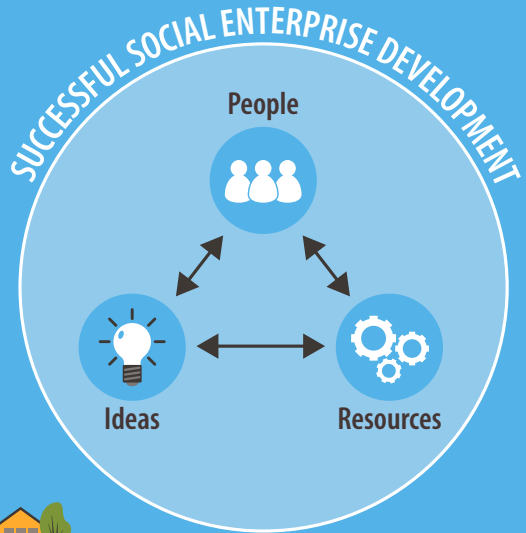 SUCCESSFUL SOCIAL ENTERPRISE DEVELOPMENT
People
Ideas
Resources